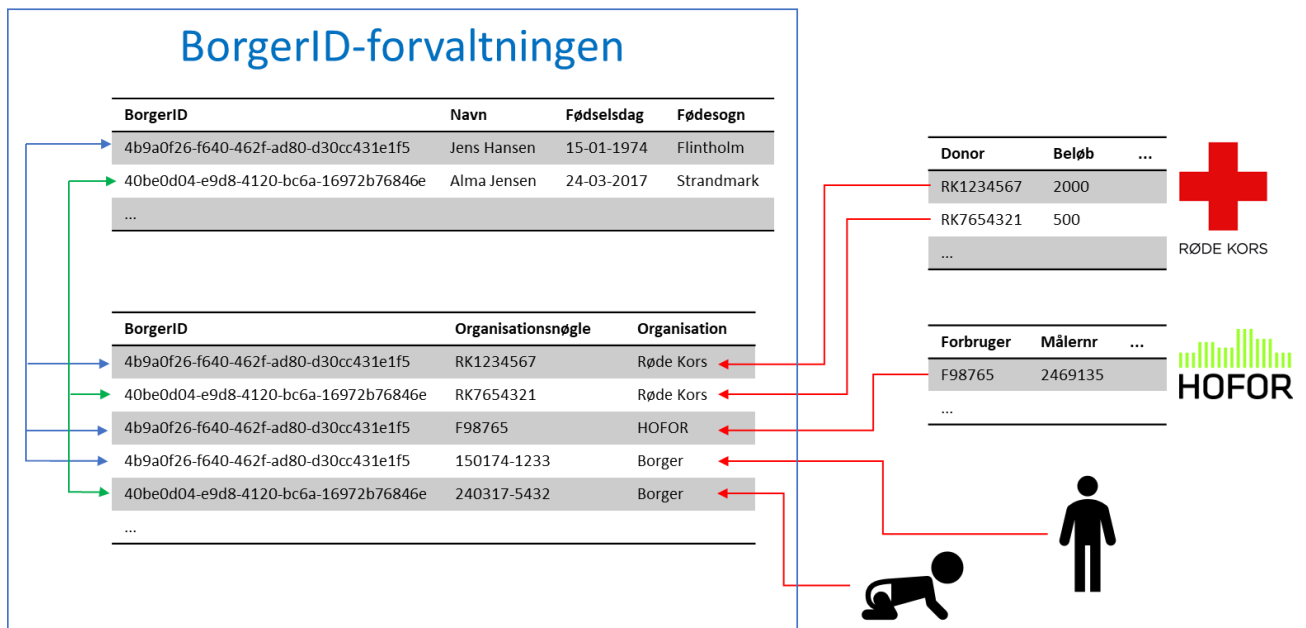 BorgerID-forvaltningen
BorgerID Navn Fødselsdag Fødesogn
4b9a0f26-f640-462f-ad80-d30cc431e1f5 Jens Hansen 15-01-1974 Flintholm
40be0d04-e9d8-4120-bc6a-16972b76846e Alma Jensen 24-03-2017 Strandmark
...
BorgerID Organisationsnøgle Organisation
4b9a0f26-f640-462f-ad80-d30cc431e1f5 RK1234567 Røde Kors
40be0d04-e9d8-4120-bc6a-16972b76846e RK7654321 Røde Kors
4b9a0f26-f640-462f-ad80-d30cc431e1f5 F98765 HOFOR
4b9a0f26-f640-462f-ad80-d30cc431e1f5 150174-1233 Borger
40be0d04-e9d8-4120-bc6a-16972b76846e 240317-5432 Borger
...
Donor Beløb ...
RK1234567 2000
RK7654321 500
...
RØDE KORS
Forbruger Målernr ...
F98765 2469135
...
HOFOR